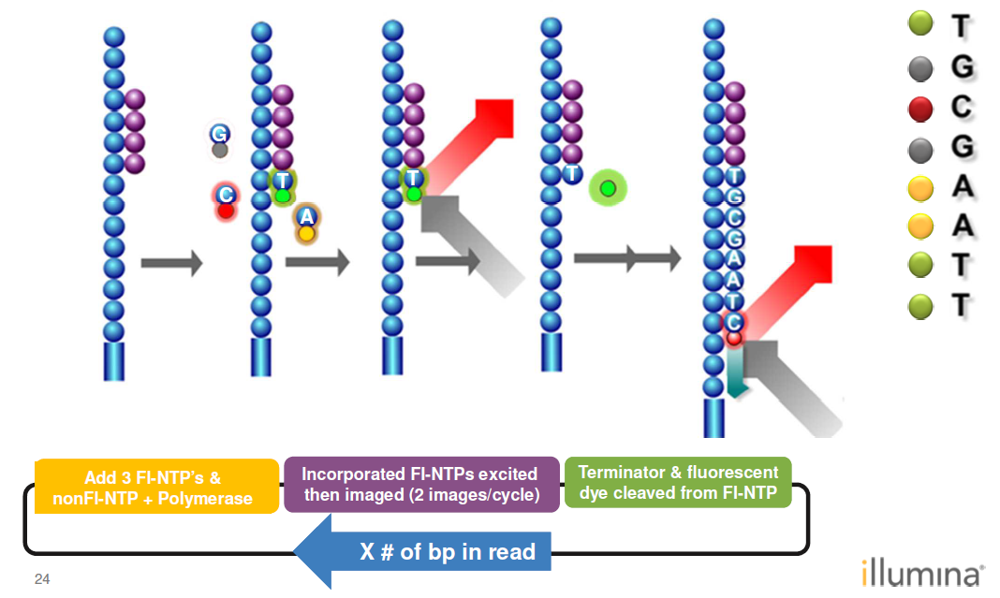 G
C
T
A
T
T
T
G
C
G
A
A
T
C
T
G
C
G
A
A
T
T
Add 3 Fl-NTP's &
nonFl-NTP + Polymerase
Incorporated Fl-NTPs excited
then imaged (2 images/cycle)
Terminator & fluorescent
dye cleaved from Fl-NTP
X # of bp in read
24
illumina®